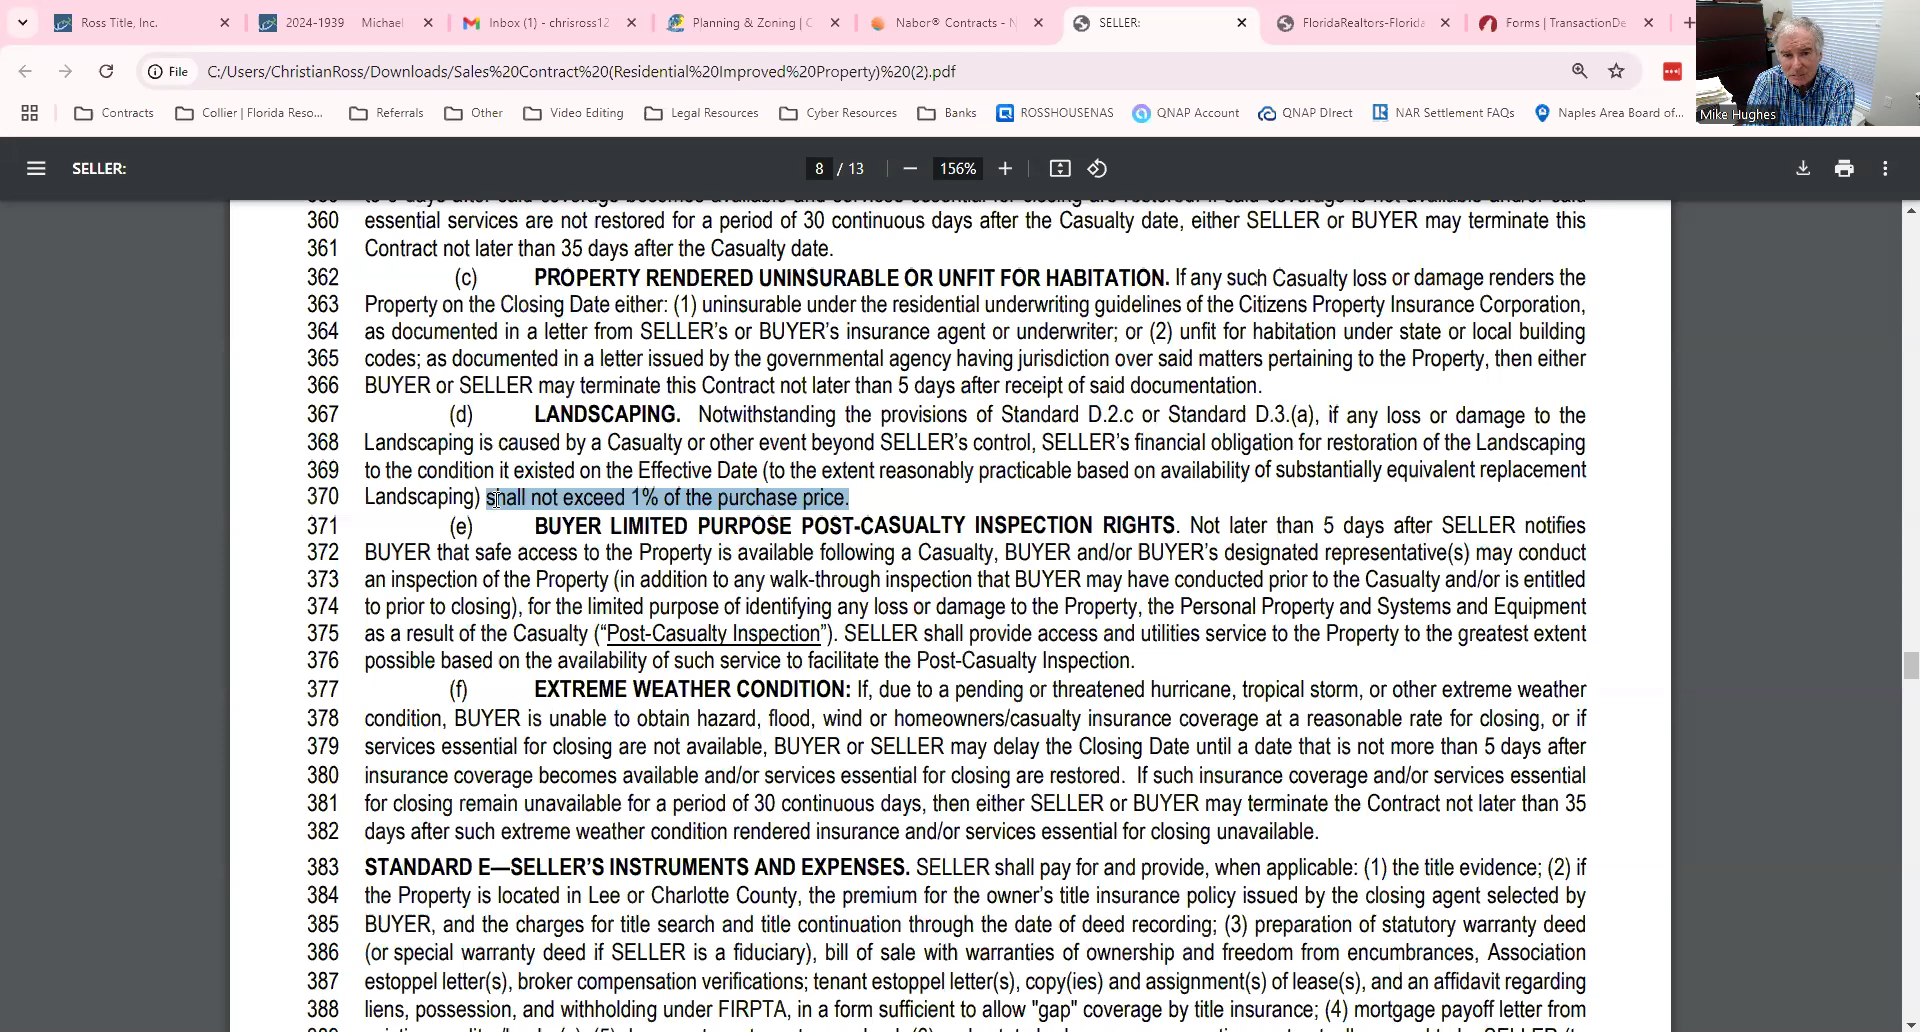 Ross Title, Inc.
2024-1939 Michael
Inbox (1) - chrisross12
Planning & Zoning | C
Nabor® Contracts - N
SELLER:
FloridaRealtors-Florida
Forms | TransactionDe
File
C:/Users/ChristianRoss/Downloads/Sales%20Contract%20(Residential%20Improved%20Property)%20(2).pdf
Contracts
Collier | Florida Reso...
Referrals
Other
Video Editing
Legal Resources
Cyber Resources
Banks
ROSSHOUSENAS
QNAP Account
QNAP DIrect
NAR Settlement FAQs
Naples Area Board of...
Mike Hughes
SELLER:
8 / 13
156%
360 essential services are not restored for a period of 30 continuous days after the Casualty date, either SELLER or BUYER may terminate this
361 Contract not later than 35 days after the Casualty date.
362 (c) PROPERTY RENDERED UNINSURABLE OR UNFIT FOR HABITATION. If any such Casualty loss or damage renders the
363 Property on the Closing Date either: (1) uninsurable under the residential underwriting guidelines of the Citizens Property Insurance Corporation,
364 as documented in a letter from SELLER’s or BUYER’s insurance agent or underwriter; or (2) unfit for habitation under state or local building
365 codes; as documented in a letter issued by the governmental agency having jurisdiction over said matters pertaining to the Property, then either
366 BUYER or SELLER may terminate this Contract not later than 5 days after receipt of said documentation.
367 (d) LANDSCAPING. Notwithstanding the provisions of Standard D.2.c or Standard D.3.(a), if any loss or damage to the
368 Landscaping is caused by a Casualty or other event beyond SELLER’s control, SELLER’s financial obligation for restoration of the Landscaping
369 to the condition it existed on the Effective Date (to the extent reasonably practicable based on availability of substantially equivalent replacement
370 Landscaping) shall not exceed 1% of the purchase price.
371 (e) BUYER LIMITED PURPOSE POST-CASUALTY INSPECTION RIGHTS. Not later than 5 days after SELLER notifies
372 BUYER that safe access to the Property is available following a Casualty, BUYER and/or BUYER’s designated representative(s) may conduct
373 an inspection of the Property (in addition to any walk-through inspection that BUYER may have conducted prior to the Casualty and/or is entitled
374 to prior to closing), for the limited purpose of identifying any loss or damage to the Property, the Personal Property and Systems and Equipment
375 as a result of the Casualty (“Post-Casualty Inspection”). SELLER shall provide access and utilities service to the Property to the greatest extent
376 possible based on the availability of such service to facilitate the Post-Casualty Inspection.
377 (f) EXTREME WEATHER CONDITION: If, due to a pending or threatened hurricane, tropical storm, or other extreme weather
378 condition, BUYER is unable to obtain hazard, flood, wind or homeowners/casualty insurance coverage at a reasonable rate for closing, or if
379 services essential for closing are not available, BUYER or SELLER may delay the Closing Date until a date that is not more than 5 days after
380 insurance coverage becomes available and/or services essential for closing are restored. If such insurance coverage and/or services essential
381 for closing remain unavailable for a period of 30 continuous days, then either SELLER or BUYER may terminate the Contract not later than 35
382 days after such extreme weather condition rendered insurance and/or services essential for closing unavailable.
383 STANDARD E—SELLER’S INSTRUMENTS AND EXPENSES. SELLER shall pay for and provide, when applicable: (1) the title evidence; (2) if
384 the Property is located in Lee or Charlotte County, the premium for the owner’s title insurance policy issued by the closing agent selected by
385 BUYER, and the charges for title search and title continuation through the date of deed recording; (3) preparation of statutory warranty deed
386 (or special warranty deed if SELLER is a fiduciary), bill of sale with warranties of ownership and freedom from encumbrances, Association
387 estoppel letter(s), broker compensation verifications; tenant estoppel letter(s), copy(ies) and assignment(s) of lease(s), and an affidavit regarding
388 liens, possession, and withholding under FIRPTA, in a form sufficient to allow "gap" coverage by title insurance; (4) mortgage payoff letter from